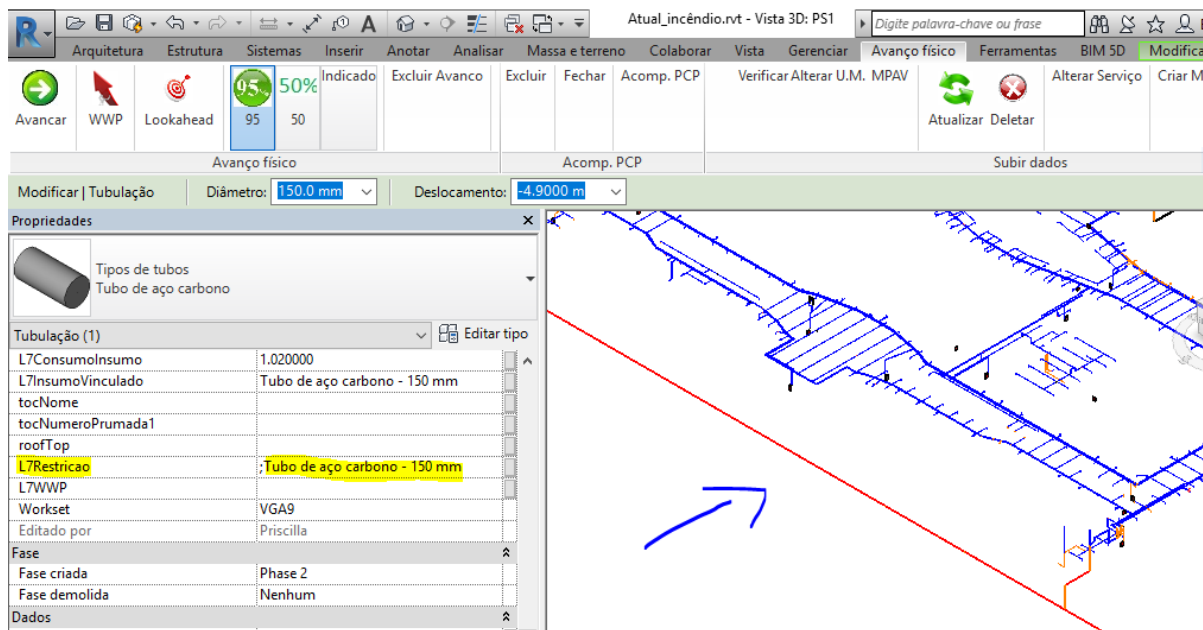 Atual_incêndio.rvt - Vista 3D: PS1
Digite palavra-chave ou frase
Arquitetura Estrutura Sistemas Inserir Anotar Analisar Massa e terreno Colaborar Vista Gerenciar Avanço físico Ferramentas BIM 5D Modifica
95% 50% Indicado Excluir Avanco Excluir Fechar Acomp. PCP Verificar Alterar U.M. MPAV Alterar Serviço Criar M
Avancar WWP Lookahead 95 50 Atualizar Deletar
Avanço físico Acomp. PCP Subir dados
Modificar | Tubulação Diâmetro: 150.0 mm Deslocamento: -4.9000 m
Propriedades
Tipos de tubos
Tubo de aço carbono
Tubulação (1) Editar tipo
L7ConsumoInsumo 1.020000
L7InsumoVinculado Tubo de aço carbono - 150 mm
tocNome
tocNumeroPrumada1
roofTop
L7Restricao ;Tubo de aço carbono - 150 mm
L7WWP
Workset VGA9
Editado por Priscilla
Fase
Fase criada Phase 2
Fase demolida Nenhum
Dados